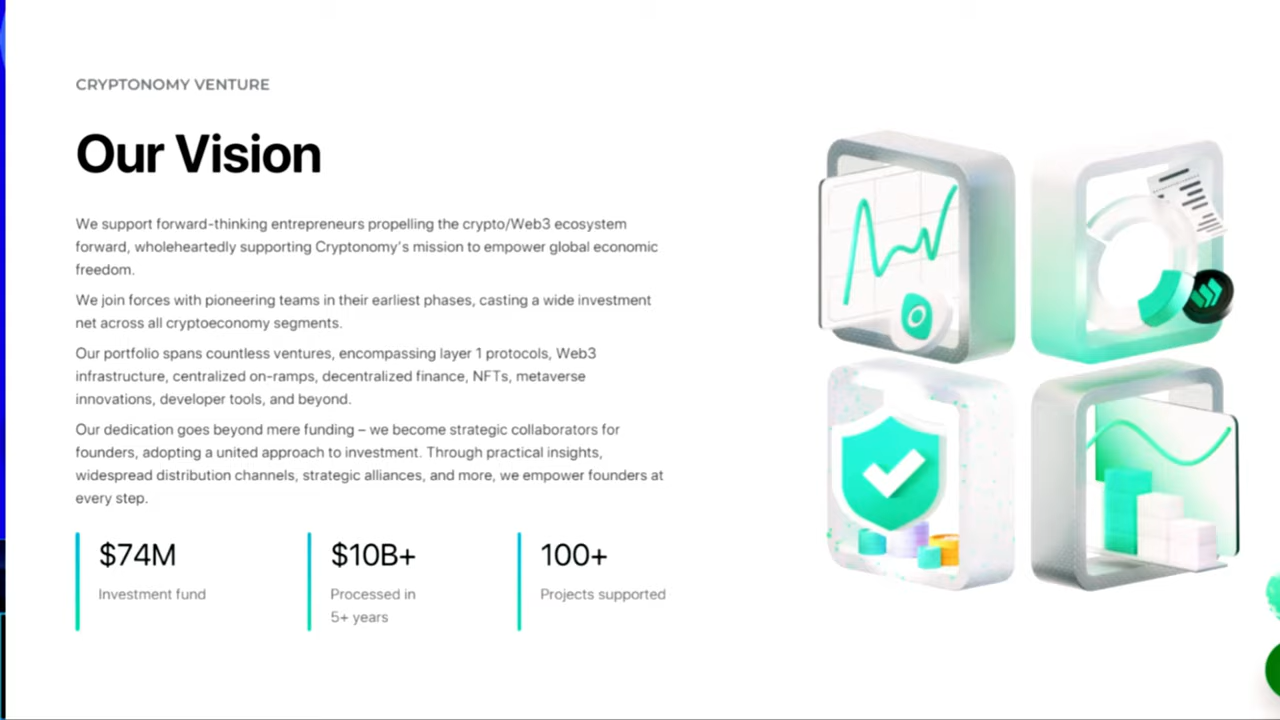 CRYPTONOMY VENTURE
Our Vision
We support forward-thinking entrepreneurs propelling the crypto/Web3 ecosystem
forward, wholeheartedly supporting Cryptonomy's mission to empower global economic
freedom.
We join forces with pioneering teams in their earliest phases, casting a wide investment
net across all cryptoeconomy segments.
Our portfolio spans countless ventures, encompassing layer 1 protocols, Web3
infrastructure, centralized on-ramps, decentralized finance, NFTs, metaverse
innovations, developer tools, and beyond.
Our dedication goes beyond mere funding – we become strategic collaborators for
founders, adopting a united approach to investment. Through practical insights,
widespread distribution channels, strategic alliances, and more, we empower founders at
every step.
$74M
Investment fund
$10B+
Processed in
5+ years
100+
Projects supported